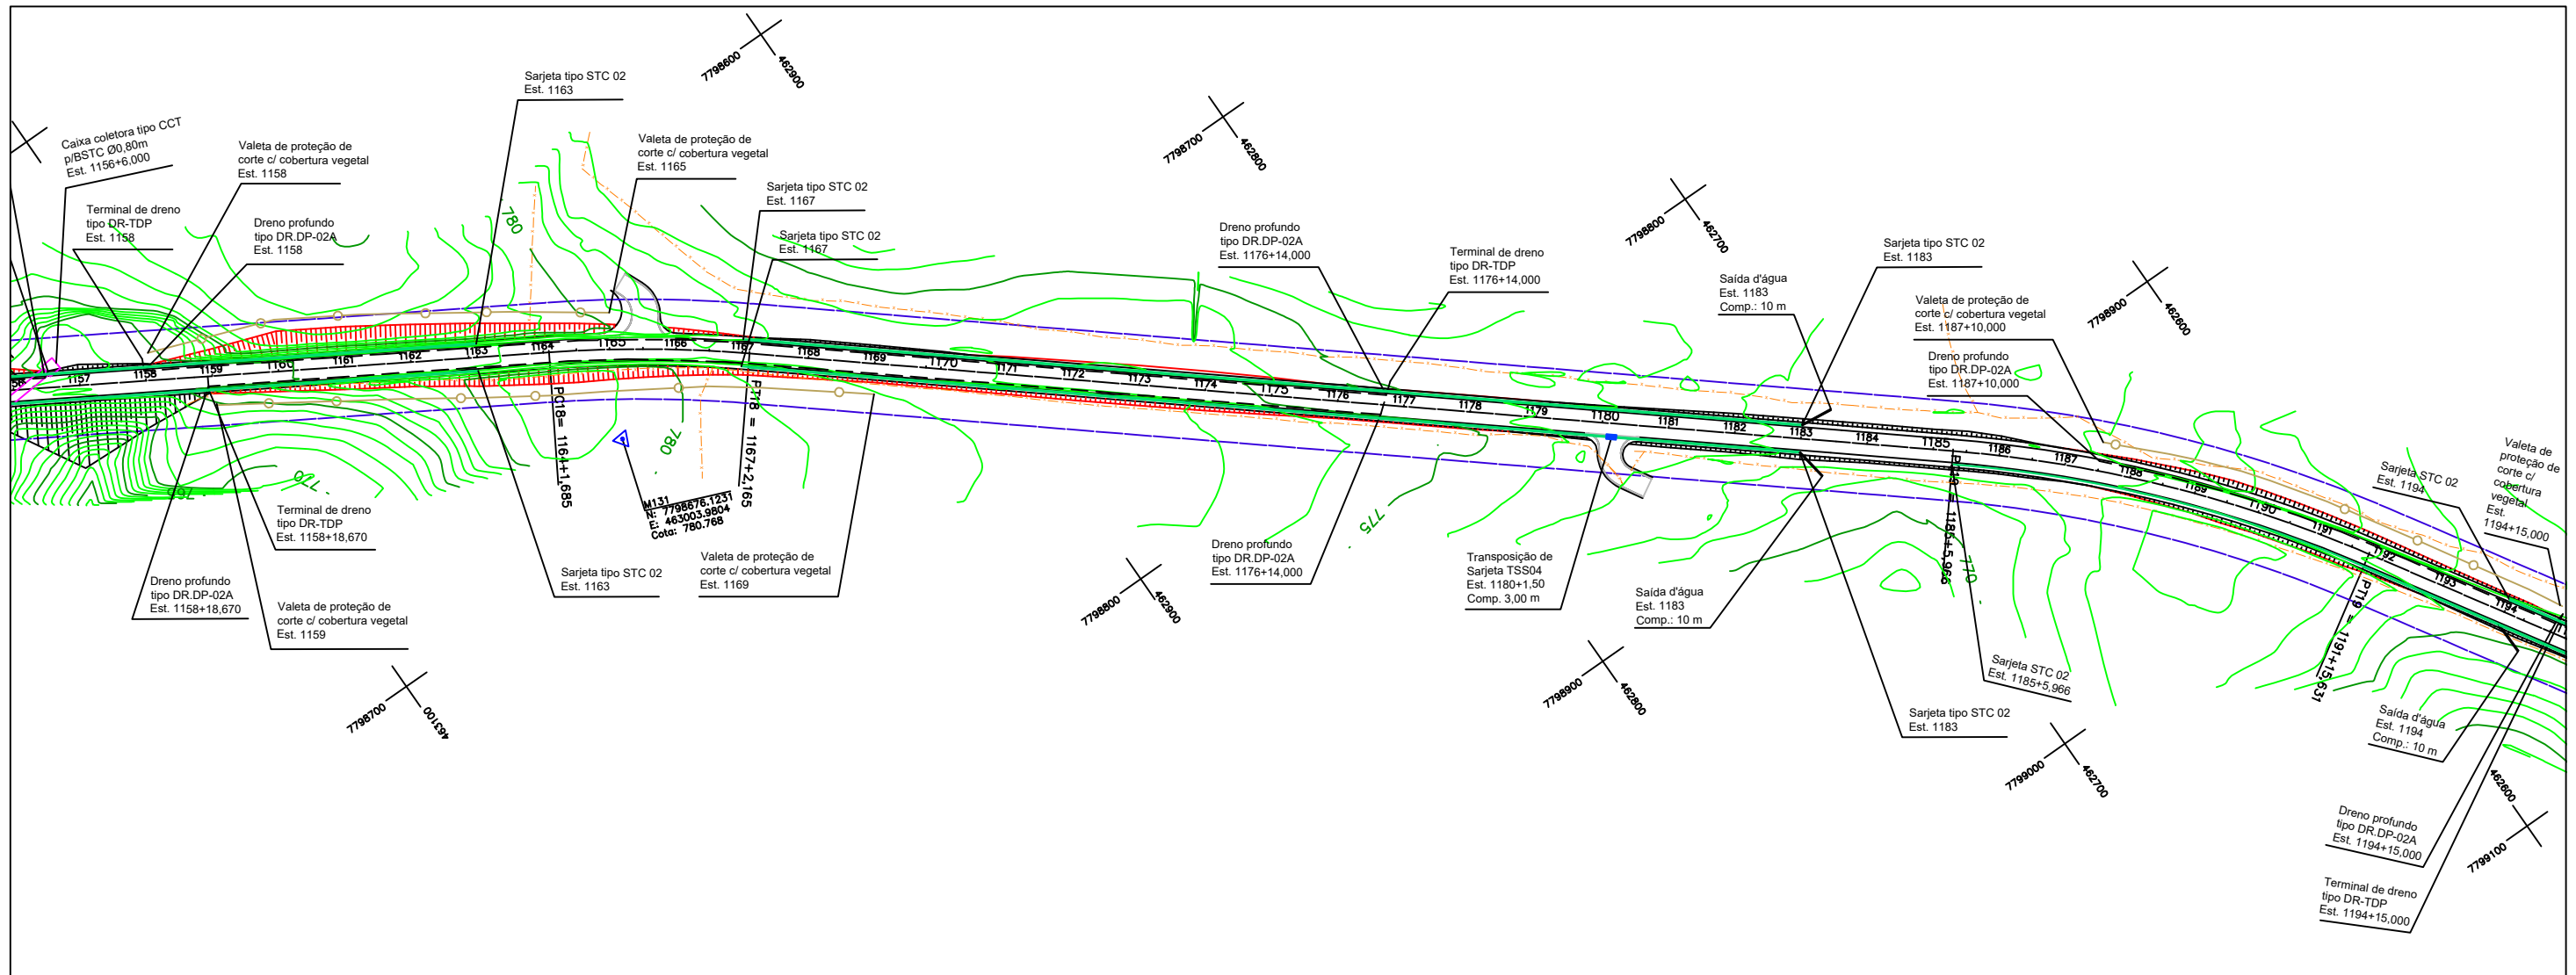 7798600
462900
Sarjeta tipo STC 02
Est. 1163
Caixa coletora tipo CCT
p/BSTC Ø0,80m
Est. 1156+6,000
Valeta de proteção de
corte c/ cobertura vegetal
Est. 1158
Valeta de proteção de
corte c/ cobertura vegetal
Est. 1165
7798700
462800
Sarjeta tipo STC 02
Est. 1167
Terminal de dreno
tipo DR-TDP
Est. 1158
Dreno profundo
tipo DR.DP-02A
Est. 1158
780
Sarjeta tipo STC 02
Est. 1167
Dreno profundo
tipo DR.DP-02A
Est. 1176+14,000
Terminal de dreno
tipo DR-TDP
Est. 1176+14,000
7798800
462700
Saída d'água
Est. 1183
Comp.: 10 m
Sarjeta tipo STC 02
Est. 1183
Valeta de proteção de
corte c/ cobertura vegetal
Est. 1187+10,000
7798900
462600
Dreno profundo
tipo DR.DP-02A
Est. 1187+10,000
1157
1158
1159
1160
1161
1162
1163
1164
1165
1166
1167
1168
1169
1170
1171
1172
1173
1174
1175
1176
1177
1178
1179
1180
1181
1182
1183
1184
1185
1186
1187
1188
1189
1190
1191
1192
1193
1194
PC18= 1164+1,685
PT18 = 1167+2,165
1185+5,966
PT19 = 1191+15,631
Sarjeta STC 02
Est. 1194
Valeta de
proteção de
corte c/
cobertura
vegetal
Est.
1194+15,000
765
770
780
775
770
M131
N: 7798676.1231
E: 463003.9804
Cota: 780.768
Terminal de dreno
tipo DR-TDP
Est. 1158+18,670
Dreno profundo
tipo DR.DP-02A
Est. 1158+18,670
Valeta de proteção de
corte c/ cobertura vegetal
Est. 1159
Sarjeta tipo STC 02
Est. 1163
Valeta de proteção de
corte c/ cobertura vegetal
Est. 1169
Dreno profundo
tipo DR.DP-02A
Est. 1176+14,000
Transposição de
Sarjeta TSS04
Est. 1180+1,50
Comp. 3,00 m
Saída d'água
Est. 1183
Comp.: 10 m
Sarjeta STC 02
Est. 1185+5,966
Sarjeta tipo STC 02
Est. 1183
Saída d'água
Est. 1194
Comp.: 10 m
7798700
463100
7798800
462900
7798900
462800
7799000
462700
462600
7799100
Dreno profundo
tipo DR.DP-02A
Est. 1194+15,000
Terminal de dreno
tipo DR-TDP
Est. 1194+15,000